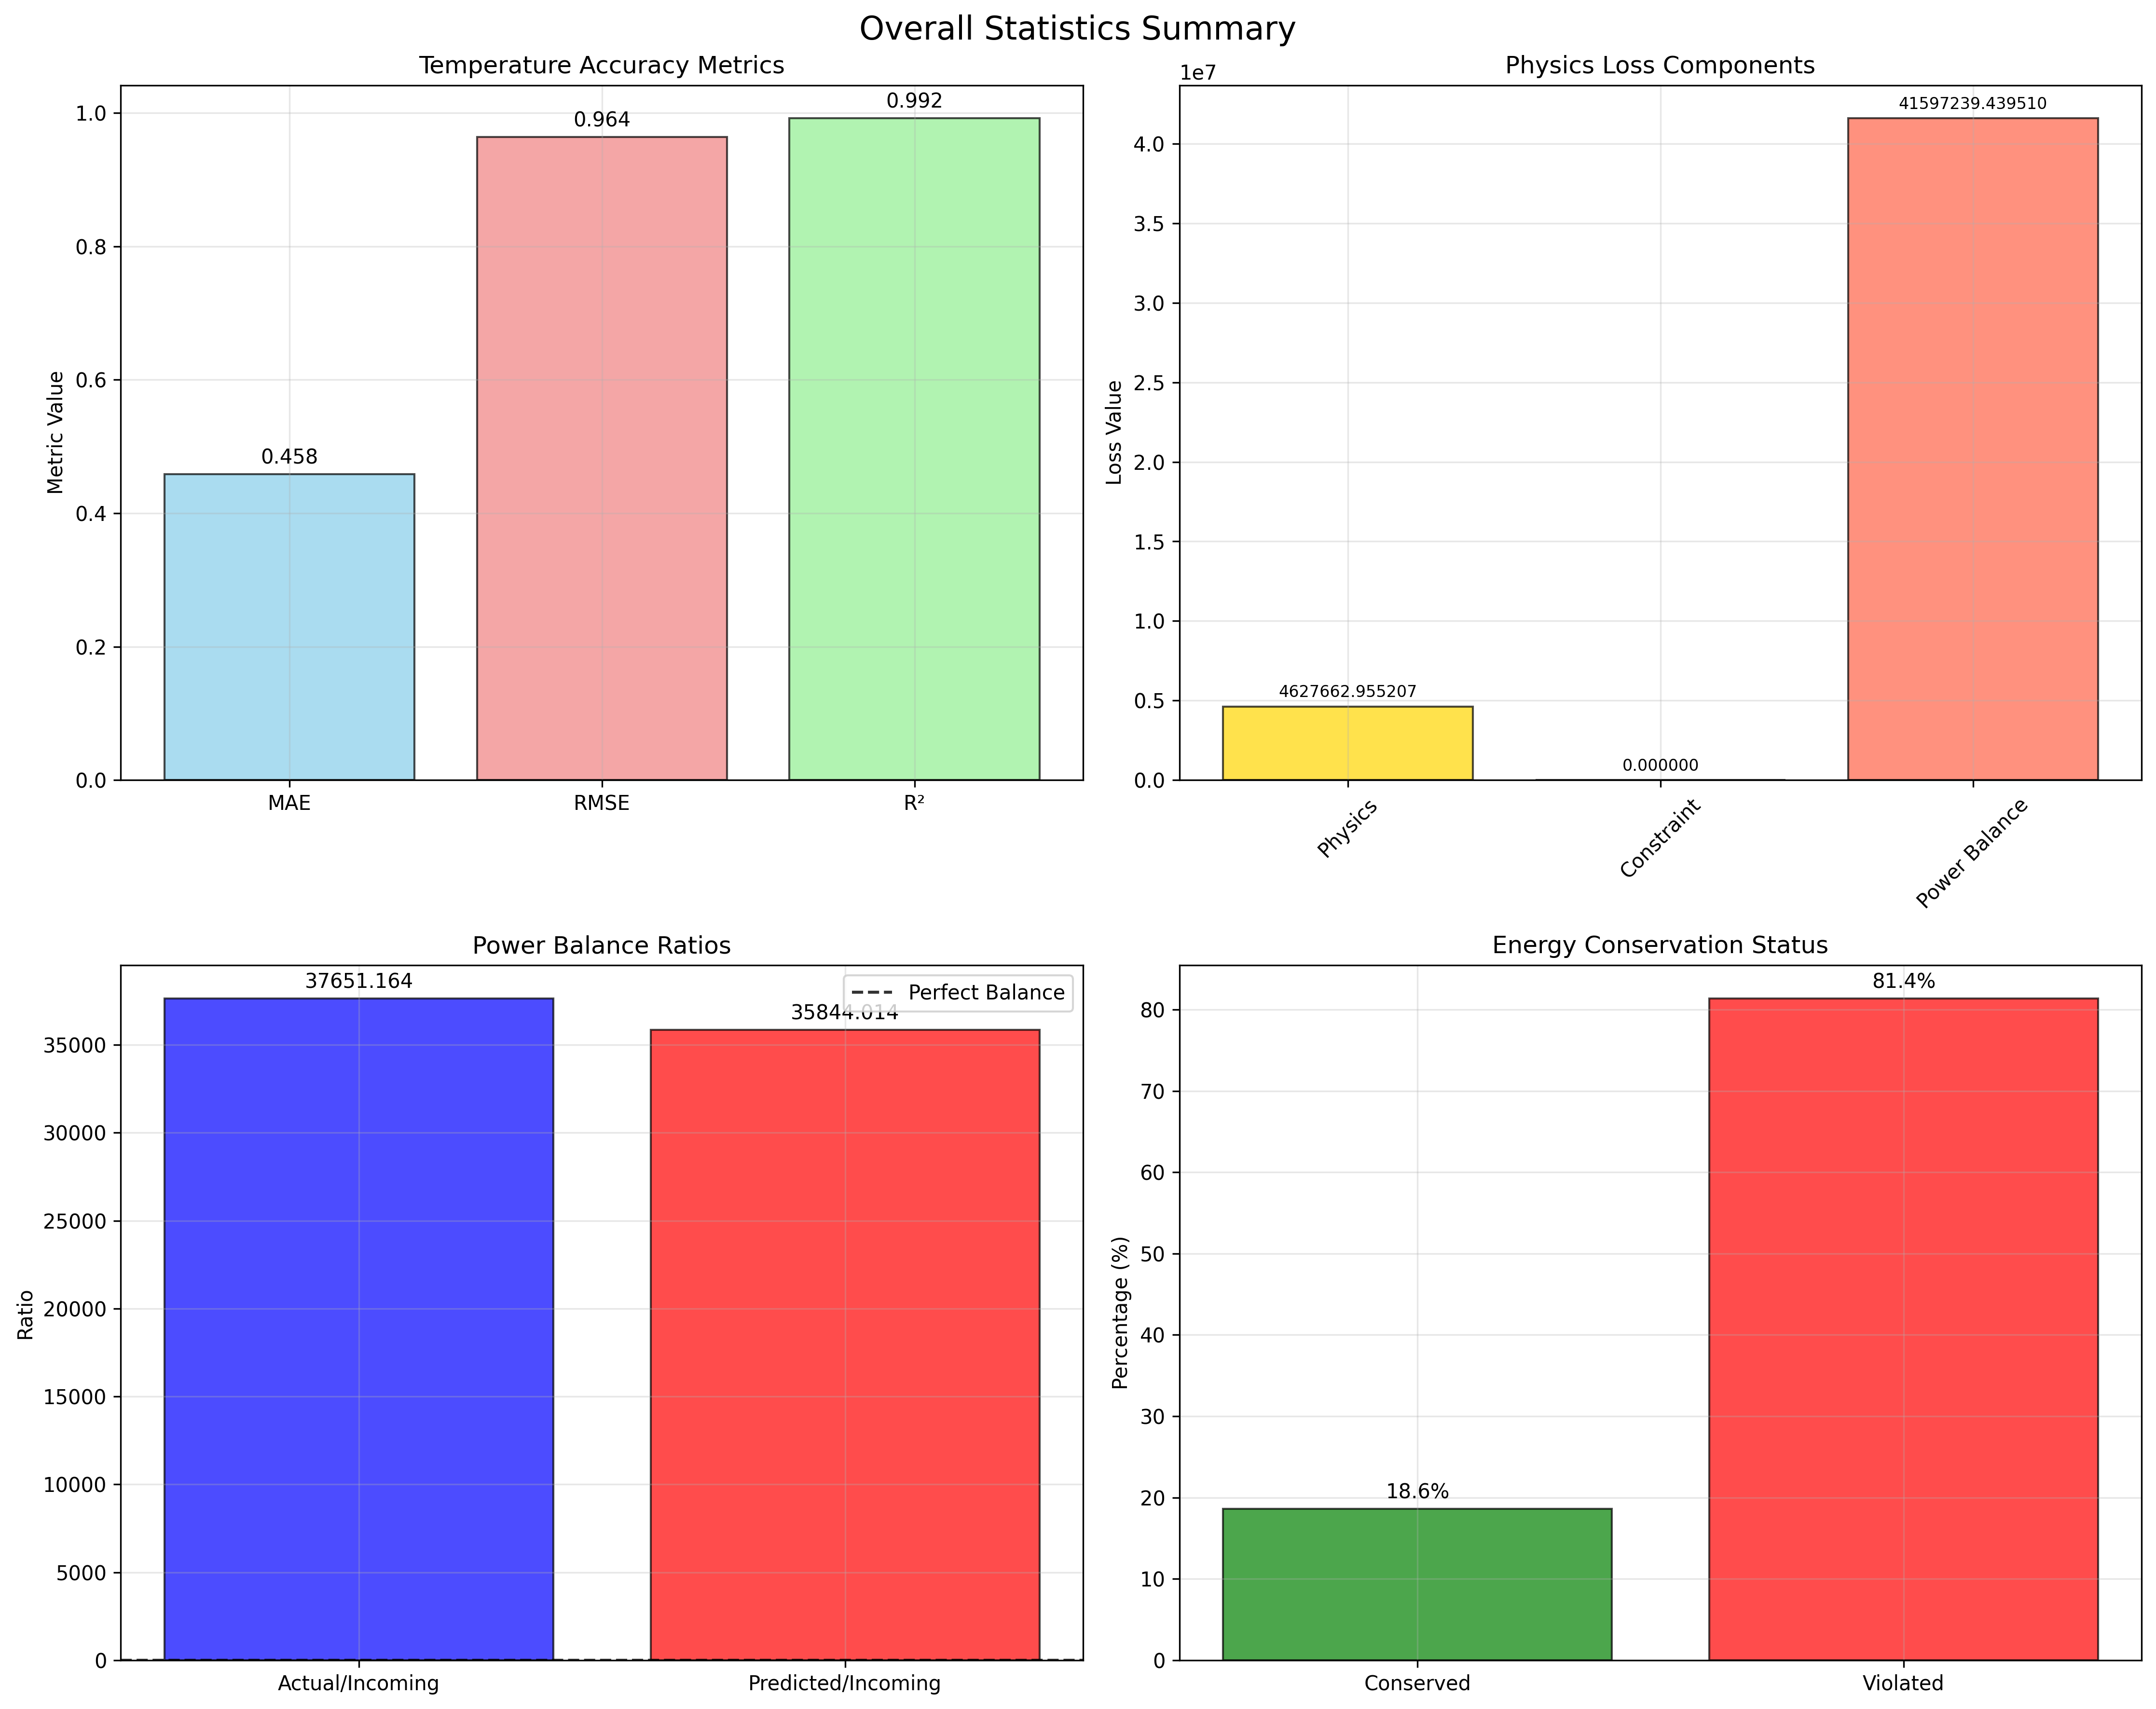 Overall Statistics Summary
Temperature Accuracy Metrics
Metric Value
1.0
0.8
0.6
0.4
0.2
0.0
0.458
0.964
0.992
MAE
RMSE
R²
Physics Loss Components
1e7
Loss Value
4.0
3.5
3.0
2.5
2.0
1.5
1.0
0.5
0.0
4627662.955207
0.000000
41597239.439510
Physics
Constraint
Power Balance
Power Balance Ratios
Ratio
35000
30000
25000
20000
15000
10000
5000
0
37651.164
35844.014
Perfect Balance
Actual/Incoming
Predicted/Incoming
Energy Conservation Status
Percentage (%)
80
70
60
50
40
30
20
10
0
18.6%
81.4%
Conserved
Violated